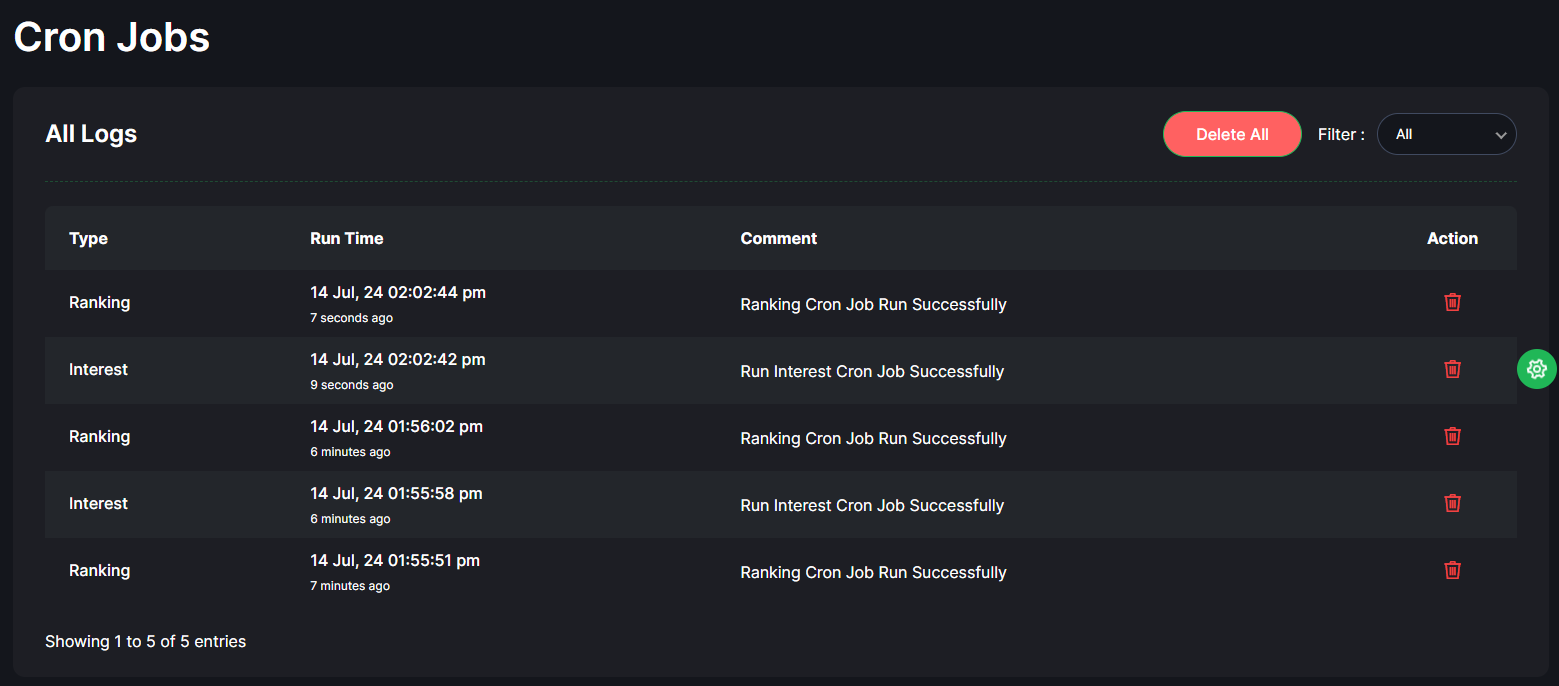 Cron Jobs
All Logs
Delete All
Filter :
All
Type Run Time Comment Action
Ranking
14 Jul, 24 02:02:44 pm
7 seconds ago
Ranking Cron Job Run Successfully
Interest
14 Jul, 24 02:02:42 pm
9 seconds ago
Run Interest Cron Job Successfully
Ranking
14 Jul, 24 01:56:02 pm
6 minutes ago
Ranking Cron Job Run Successfully
Interest
14 Jul, 24 01:55:58 pm
6 minutes ago
Run Interest Cron Job Successfully
Ranking
14 Jul, 24 01:55:51 pm
7 minutes ago
Ranking Cron Job Run Successfully
Showing 1 to 5 of 5 entries